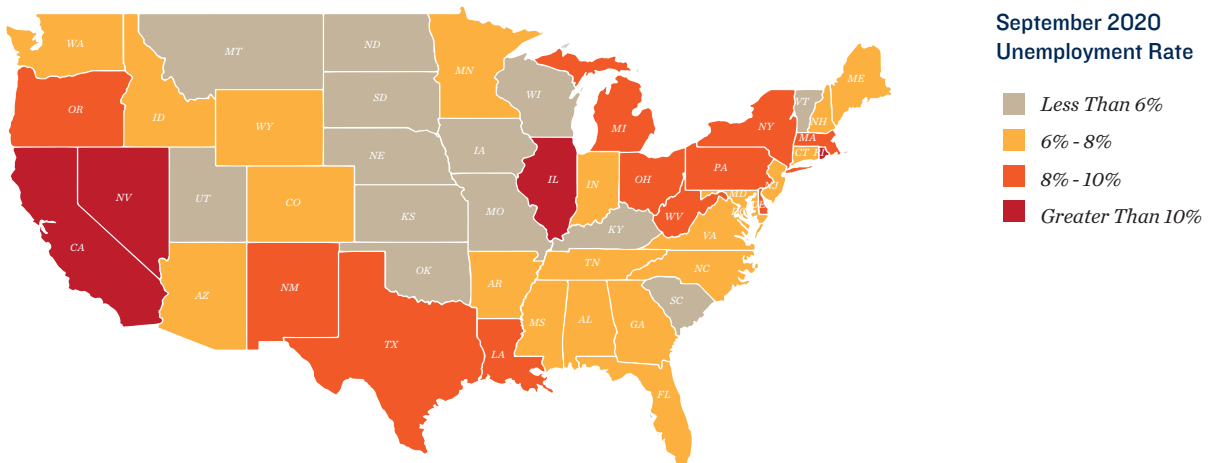 September 2020
Unemployment Rate
Less Than 6%
6% - 8%
8% - 10%
Greater Than 10%
WA
MT
ND
MN
ME
OR
ID
WY
SD
WI
MI
VT
NH
NY
MA
CT
RI
NV
UT
CO
NE
IA
IL
IN
OH
PA
NJ
MD
CA
KS
MO
KY
WV
VA
AZ
NM
OK
AR
TN
NC
TX
LA
MS
AL
GA
SC
FL